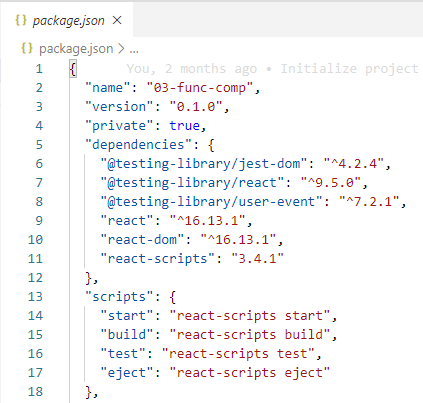 {} package.json ×
{} package.json > ...
1 { You, 2 months ago • Initialize project
2 "name": "03-func-comp",
3 "version": "0.1.0",
4 "private": true,
5 "dependencies": {
6 "@testing-library/jest-dom": "^4.2.4",
7 "@testing-library/react": "^9.5.0",
8 "@testing-library/user-event": "^7.2.1",
9 "react": "^16.13.1",
10 "react-dom": "^16.13.1",
11 "react-scripts": "3.4.1"
12 },
13 "scripts": {
14 "start": "react-scripts start",
15 "build": "react-scripts build",
16 "test": "react-scripts test",
17 "eject": "react-scripts eject"
18 },